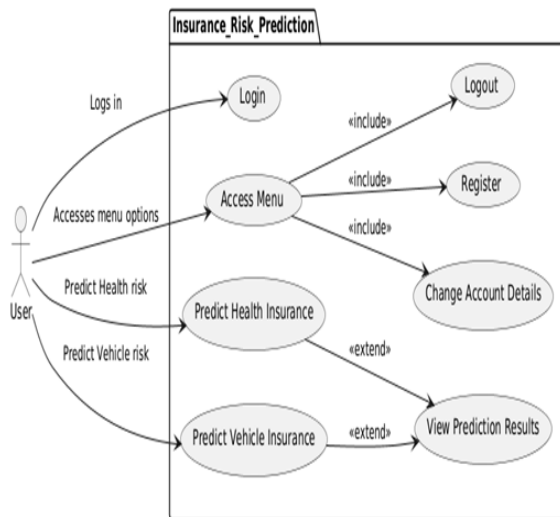 Insurance_Risk_Prediction
Logs in
Login
Logout
«include»
Accesses menu options
Access Menu
«include»
Register
«include»
User
Predict Health risk
Predict Health Insurance
Change Account Details
Predict Vehicle risk
«extend»
Predict Vehicle Insurance
«extend»
View Prediction Results